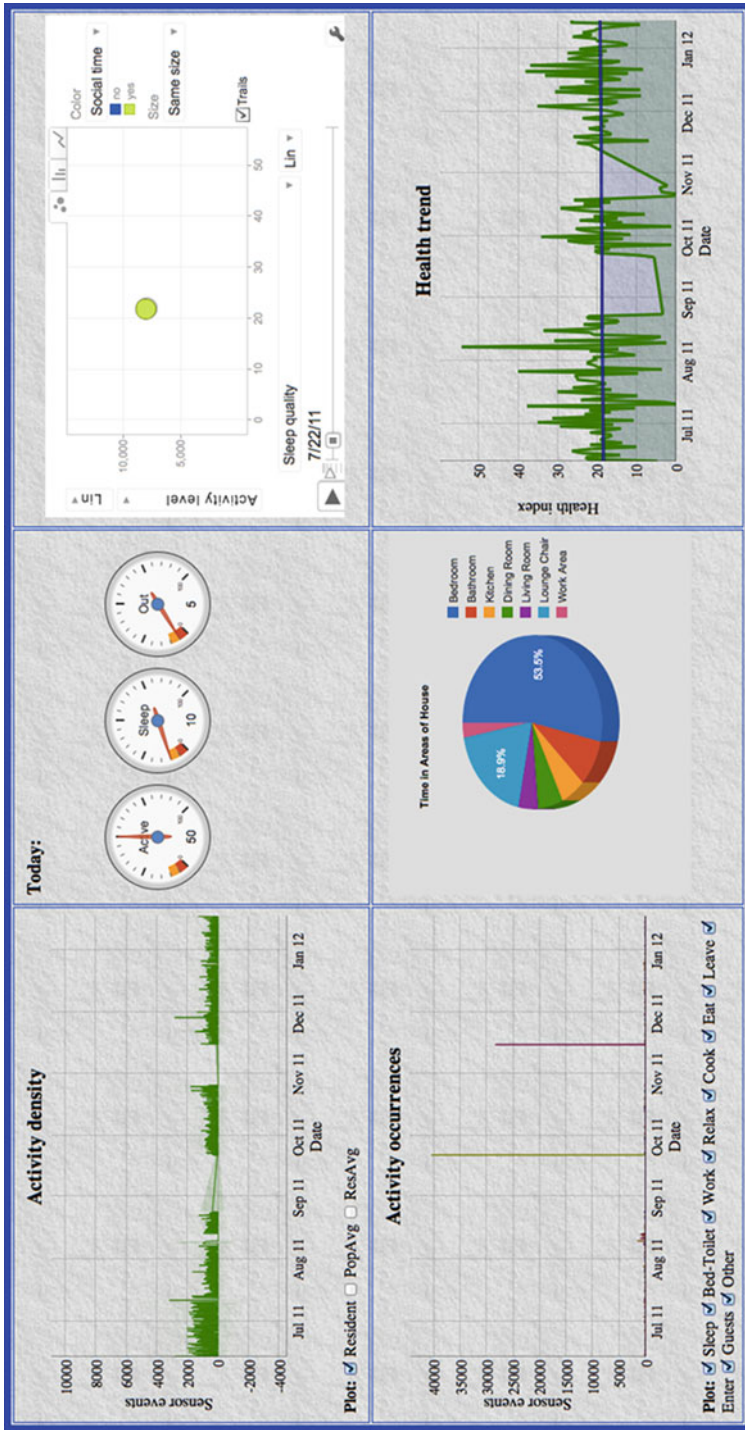 Activity density
10000
8000
6000
4000
2000
0
-2000
-4000
Sensor events
Jul 11
Aug 11
Sep 11
Oct 11
Nov 11
Dec 11
Jan 12
Date
Plot: Resident PopAvg ResAvg
Today:
Active
0
100
50
Sleep
0
100
10
Out
0
100
5
Activity level
Lin
10,000
5,000
0
10
20
30
40
50
Sleep quality
Lin
7/22/11
Color
Social time
no
yes
Size
Same size
Trails
Activity occurrences
40000
35000
30000
25000
20000
15000
10000
5000
0
Sensor events
Jul 11
Aug 11
Sep 11
Oct 11
Nov 11
Dec 11
Jan 12
Date
Plot: Sleep Bed-Toilet Work Relax Cook Eat Leave
Enter Guests Other
Time in Areas of House
53.5%
18.9%
Bedroom
Bathroom
Kitchen
Dining Room
Living Room
Lounge Chair
Work Area
Health trend
50
40
30
20
10
0
Health index
Jul 11
Aug 11
Sep 11
Oct 11
Nov 11
Dec 11
Jan 12
Date